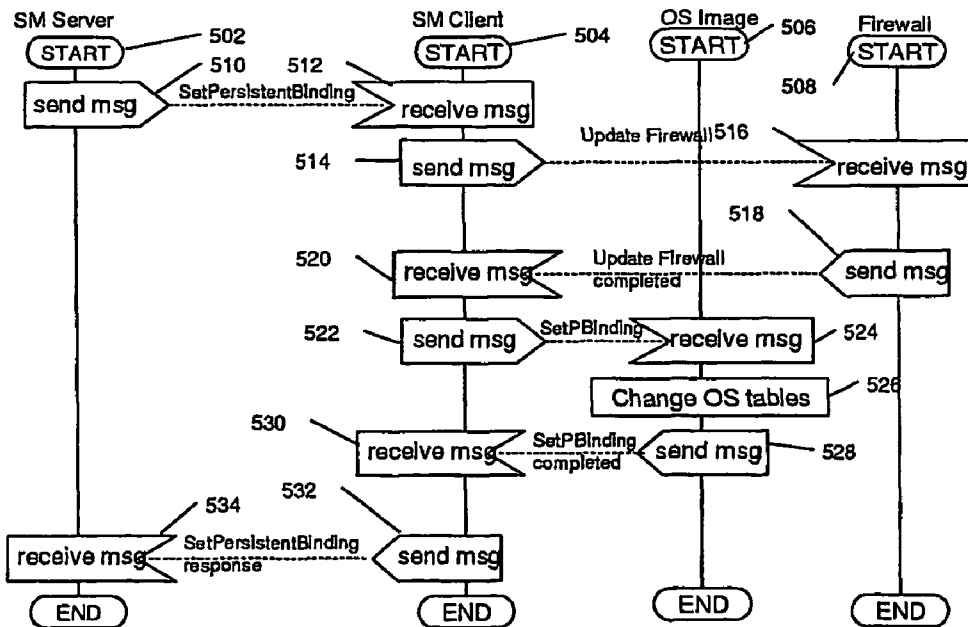 SM Server
SM Client
OS Image
Firewall
START
502
START
504
START
506
START
508
send msg
510
SetPersistentBinding
512
receive msg
514
send msg
Update Firewall
516
receive msg
518
520
receive msg
Update Firewall
completed
send msg
522
send msg
SetPBinding
receive msg
524
Change OS tables
526
530
receive msg
SetPBinding
completed
send msg
528
534
532
receive msg
SetPersistentBinding
response
send msg
END
END
END
END